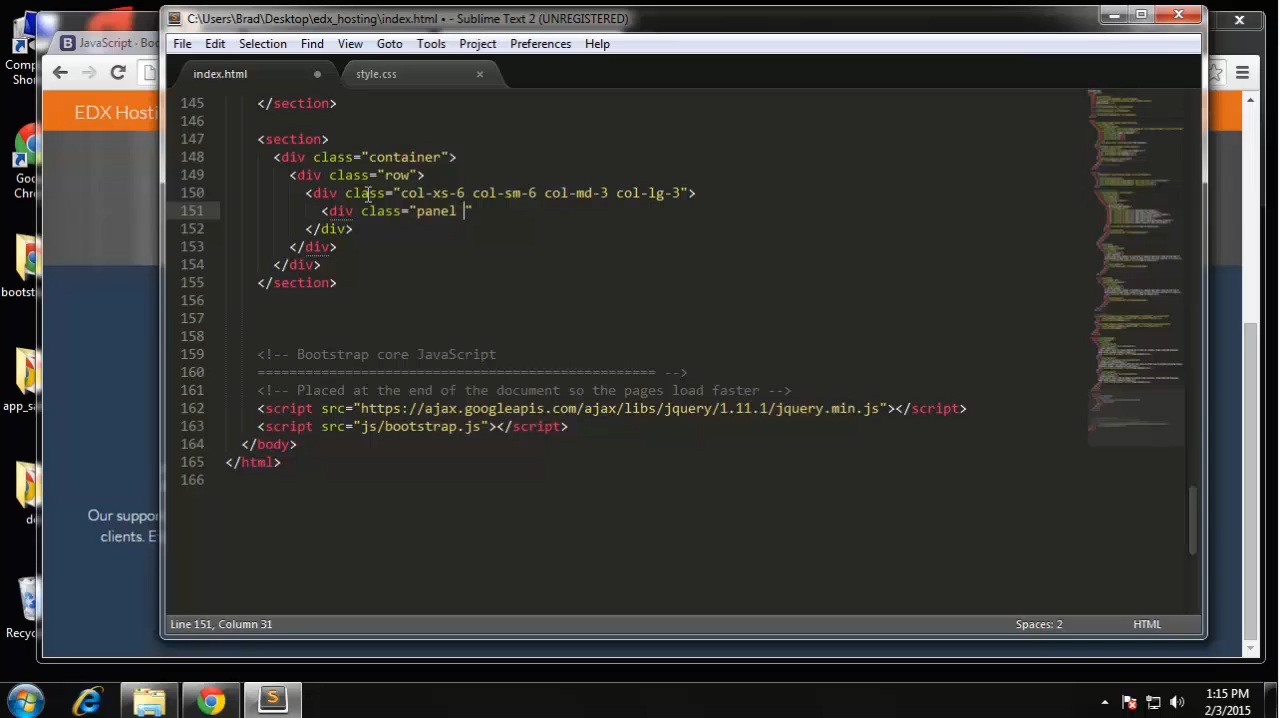 C:\Users\Brad\Desktop\edx_hosting\index.html • - Sublime Text 2 (UNREGISTERED)
File Edit Selection Find View Goto Tools Project Preferences Help
JavaScript · Boo
index.html style.css
EDX Hosti
145 </section>
146
147 <section>
148 <div class="container">
149 <div class="row">
150 <div class="col-xs-6 col-sm-6 col-md-3 col-lg-3">
151 <div class="panel "
152 </div>
153 </div>
154 </div>
155 </section>
156
157
158
159 <!-- Bootstrap core JavaScript
160 ================================================== -->
161 <!-- Placed at the end of the document so the pages load faster -->
162 <script src="https://ajax.googleapis.com/ajax/libs/jquery/1.11.1/jquery.min.js"></script>
163 <script src="js/bootstrap.js"></script>
164 </body>
165 </html>
166
Comp
Shor
bootst
app_sa
de
Recyc
Our suppo
clients. E
Line 151, Column 31 Spaces: 2 HTML
1:15 PM
2/3/2015